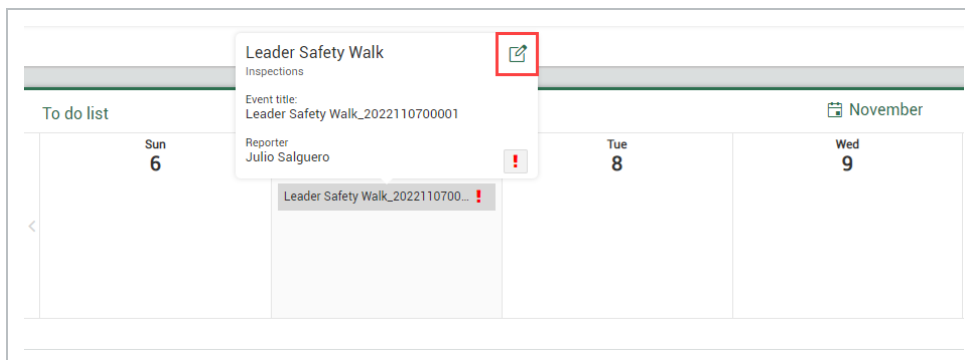 Leader Safety Walk
Inspections
Event title:
Leader Safety Walk_2022110700001
Reporter
Julio Salguero
To do list
November
Sun
6
Tue
8
Wed
9
Leader Safety Walk_2022110700...